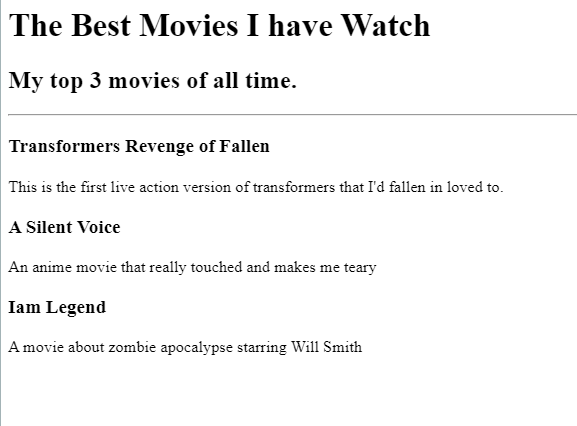 The Best Movies I have Watch
My top 3 movies of all time.
Transformers Revenge of Fallen
This is the first live action version of transformers that I'd fallen in loved to.
A Silent Voice
An anime movie that really touched and makes me teary
Iam Legend
A movie about zombie apocalypse starring Will Smith